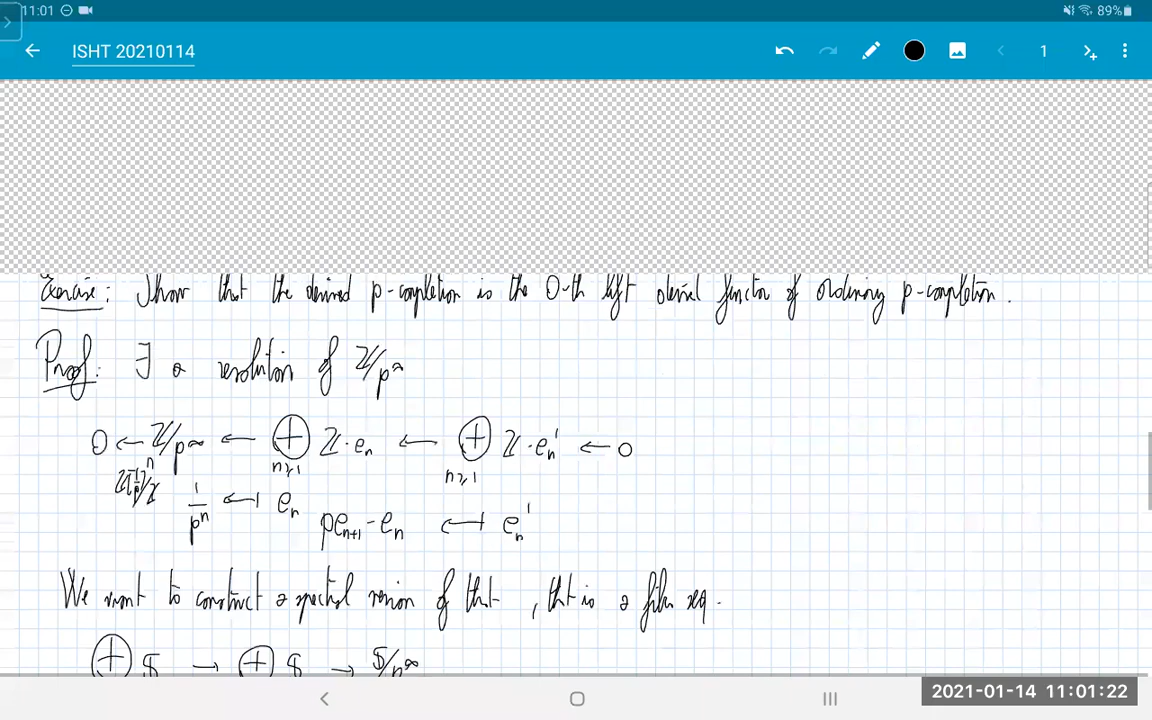 11:01
89%
ISHT 20210114
1
Exercise: Show that the derived p-completion is the 0-th left derived functor of ordinary p-completion.
Proof: ∃ a resolution of ℤ/p^∞
0 ← ℤ/p^∞ ← ⊕_{n≥1} ℤ·e_n ← ⊕_{n≥1} ℤ·e_n' ← 0
ℤ[1/p]/ℤ
1/p^n ↤ e_n
pe_{n+1} - e_n ↤ e_n'
We want to construct a spectral version of that, that is a fiber seq.
⊕ 𝕊 → ⊕ 𝕊 → 𝕊/p^∞
2021-01-14 11:01:22